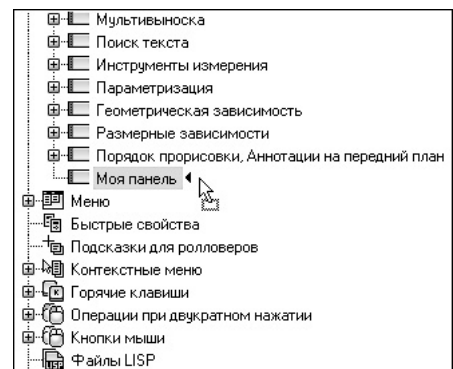 Мультивыноска
Поиск текста
Инструменты измерения
Параметризация
Геометрическая зависимость
Размерные зависимости
Порядок прорисовки, Аннотации на передний план
Моя панель
Меню
Быстрые свойства
Подсказки для ролловеров
Контекстные меню
Горячие клавиши
Операции при двукратном нажатии
Кнопки мыши
Файлы LISP